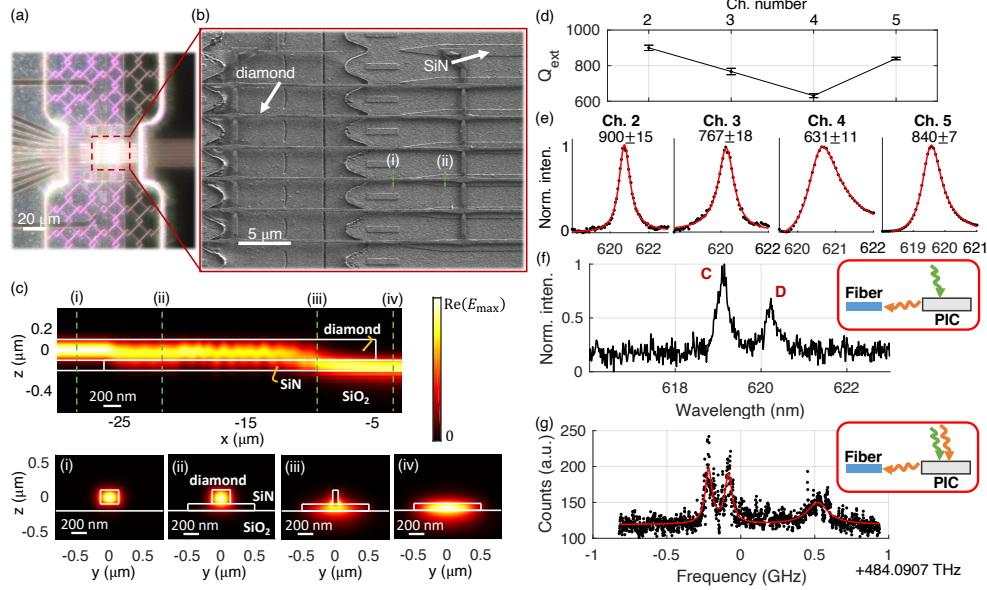 (a)
20 μm
(b)
diamond
SiN
(i)
(ii)
5 μm
(c)
(i)
(ii)
(iii)
(iv)
Re(E_max)
0
z (μm)
0.2
0
-0.4
diamond
SiN
SiO₂
200 nm
-25
-15
-5
x (μm)
z (μm)
0.5
0
-0.5
(i)
200 nm
(ii)
diamond
SiN
SiO₂
200 nm
(iii)
200 nm
(iv)
200 nm
-0.5 0 0.5
-0.5 0 0.5
-0.5 0 0.5
-0.5 0 0.5
y (μm)
y (μm)
y (μm)
y (μm)
(d)
Ch. number
2 3 4 5
Q_ext
1000
800
600
(e)
Ch. 2
900±15
Ch. 3
767±18
Ch. 4
631±11
Ch. 5
840±7
Norm. inten.
1
0
620 622
620 622
620 621 622
619 620 621
(f)
Norm. inten.
1
0.5
0
C
D
618 620 622
Wavelength (nm)
Fiber
PIC
(g)
Counts (a.u.)
250
200
150
100
-1 -0.5 0 0.5 1
Frequency (GHz)
+484.0907 THz
Fiber
PIC